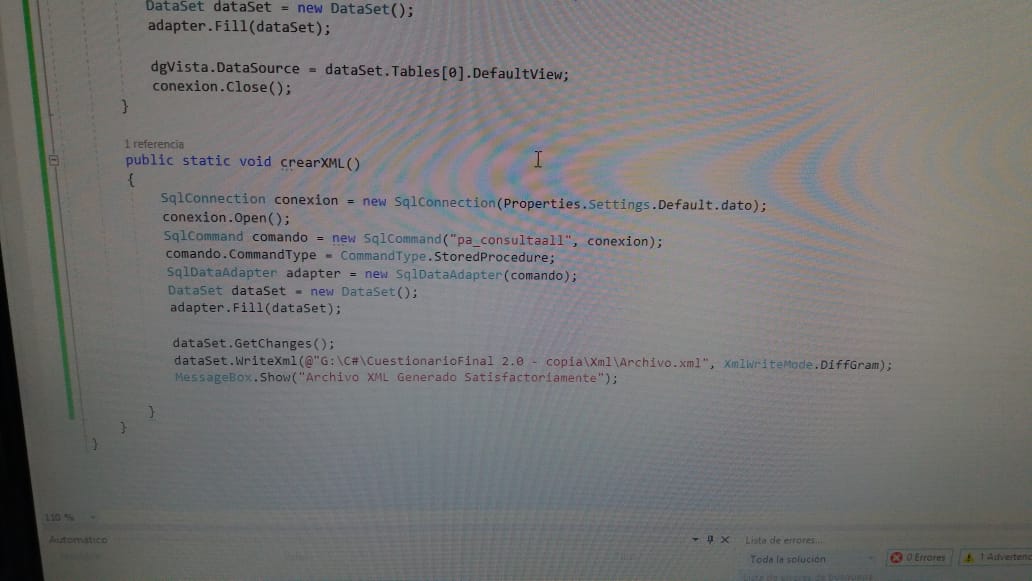 DataSet dataSet = new DataSet();
adapter.Fill(dataSet);
dgVista.DataSource = dataSet.Tables[0].DefaultView;
conexion.Close();
}
1 referencia
public static void crearXML()
{
SqlConnection conexion = new SqlConnection(Properties.Settings.Default.dato);
conexion.Open();
SqlCommand comando = new SqlCommand("pa_consultaall", conexion);
comando.CommandType = CommandType.StoredProcedure;
SqlDataAdapter adapter = new SqlDataAdapter(comando);
DataSet dataSet = new DataSet();
adapter.Fill(dataSet);
dataSet.GetChanges();
dataSet.WriteXml(@"G:\C#\CuestionarioFinal 2.0 - copia\Xml\Archivo.xml", XmlWriteMode.DiffGram);
MessageBox.Show("Archivo XML Generado Satisfactoriamente");
}
}
}
110 %
Automático
Lista de errores...
Toda la solución
0 Errores
1 Advertenc